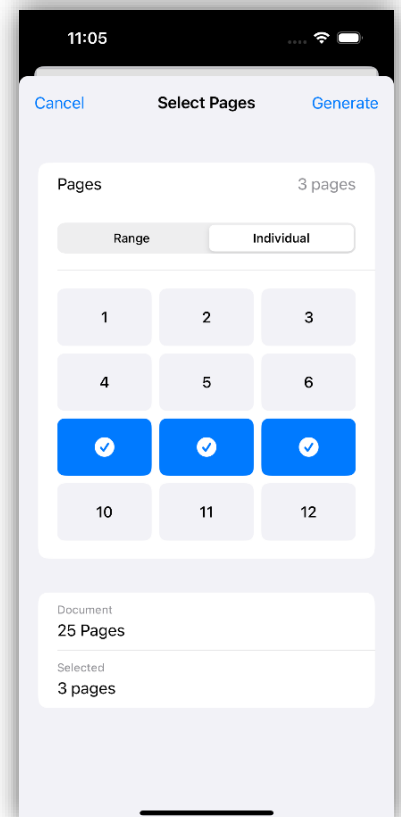 11:05
Cancel Select Pages Generate
Pages 3 pages
Range Individual
1 2 3
4 5 6
10 11 12
Document
25 Pages
Selected
3 pages